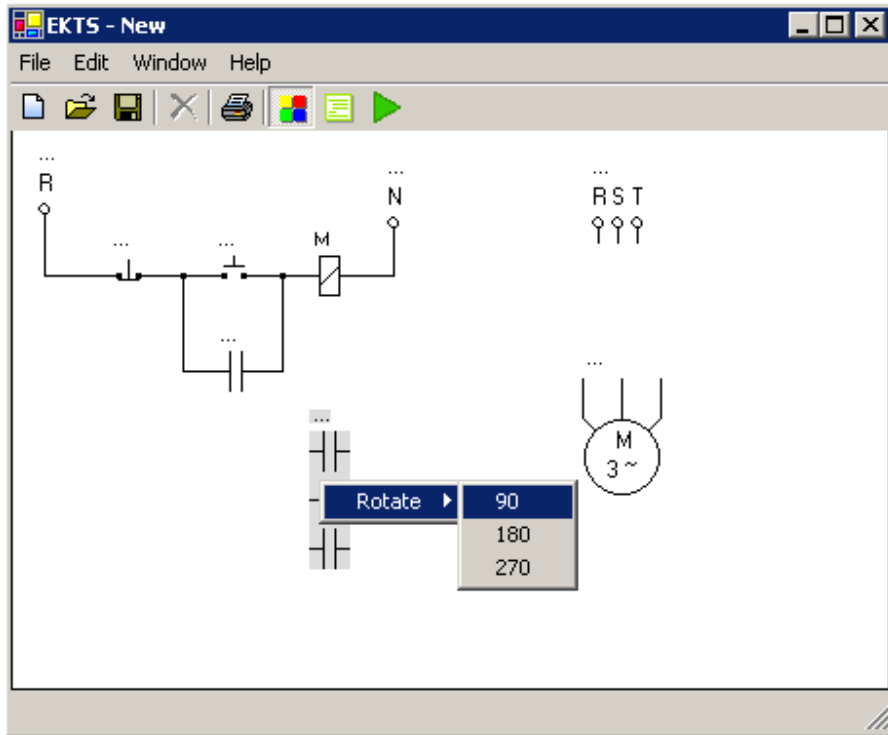 EKTS - New
File Edit Window Help
...
R
...
N
...
R S T
...
...
M
...
...
...
M
3 ~
Rotate
90
180
270